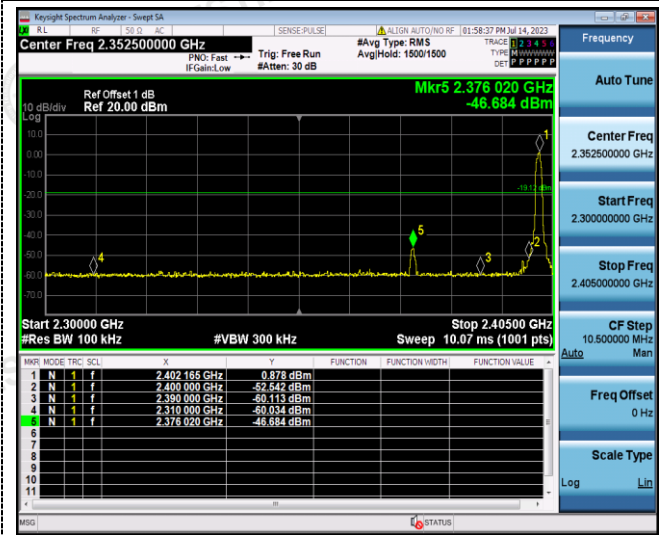 Keysight Spectrum Analyzer - Swept SA
RL RF 50 Ω AC SENSE:PULSE ALIGN AUTO/NO RF 01:58:37 PM Jul 14, 2023
Center Freq 2.352500000 GHz
PNO: Fast
IFGain:Low
Trig: Free Run
#Atten: 30 dB
#Avg Type: RMS
Avg|Hold: 1500/1500
TRACE 1 2 3 4 5 6
TYPE MWWWWW
DET P P P P P P
Ref Offset 1 dB
10 dB/div Ref 20.00 dBm
Log
Mkr5 2.376 020 GHz
-46.684 dBm
10.0
0.00
-10.0
-20.0
-30.0
-40.0
-50.0
-60.0
-70.0
1
-19.12 dBm
5
2
3
4
Start 2.30000 GHz Stop 2.40500 GHz
#Res BW 100 kHz #VBW 300 kHz Sweep 10.07 ms (1001 pts)
MKR MODE TRC SCL X Y FUNCTION FUNCTION WIDTH FUNCTION VALUE
1 N 1 f 2.402 165 GHz 0.878 dBm
2 N 1 f 2.400 000 GHz -52.542 dBm
3 N 1 f 2.390 000 GHz -60.113 dBm
4 N 1 f 2.310 000 GHz -60.034 dBm
5 N 1 f 2.376 020 GHz -46.684 dBm
6
7
8
9
10
11
MSG STATUS
Frequency
Auto Tune
Center Freq
2.352500000 GHz
Start Freq
2.300000000 GHz
Stop Freq
2.405000000 GHz
CF Step
10.500000 MHz
Auto Man
Freq Offset
0 Hz
Scale Type
Log Lin